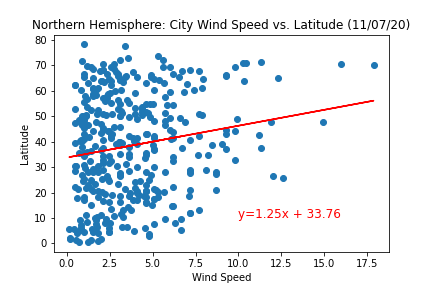 Northern Hemisphere: City Wind Speed vs. Latitude (11/07/20)
80
70
60
50
40
30
20
10
0
Latitude
y=1.25x + 33.76
0.0 2.5 5.0 7.5 10.0 12.5 15.0 17.5
Wind Speed